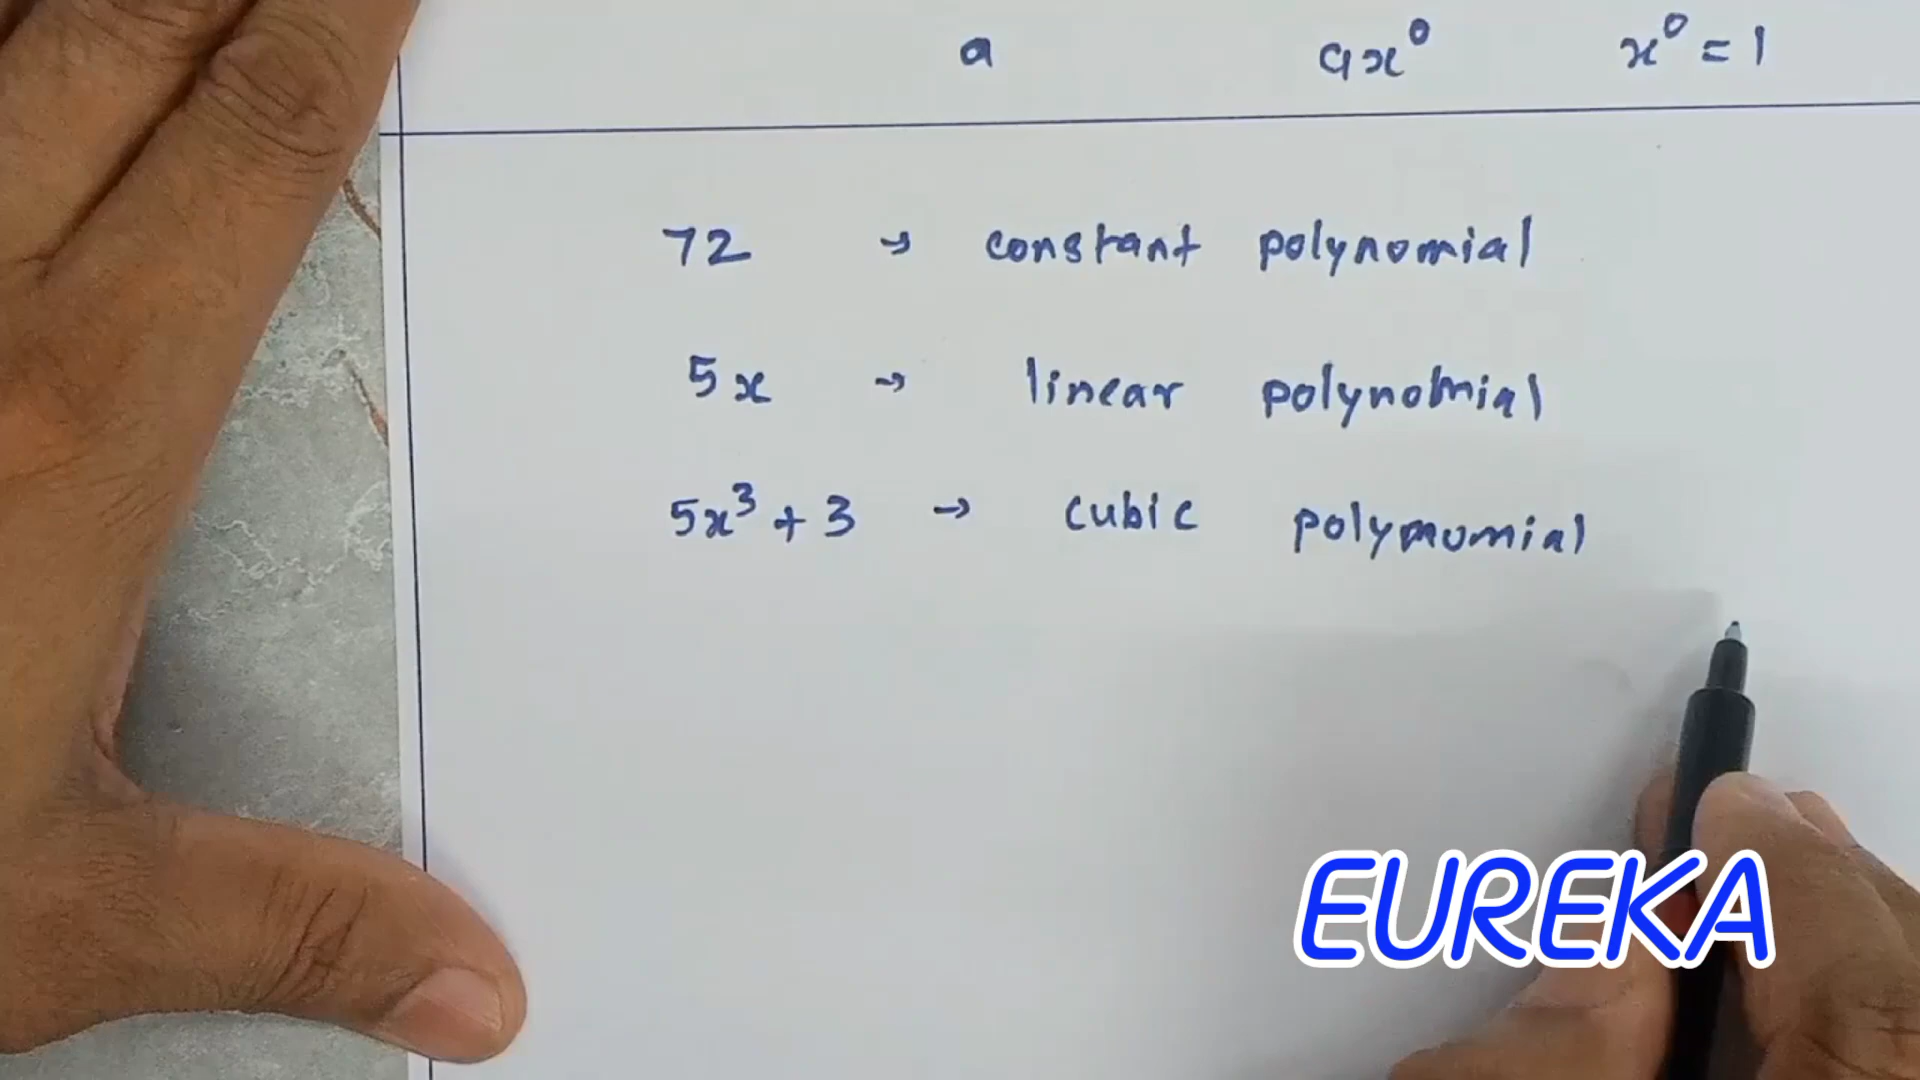 a ax⁰ x⁰ = 1
72 → constant polynomial
5x → linear polynomial
5x³ + 3 → cubic polymomial
EUREKA